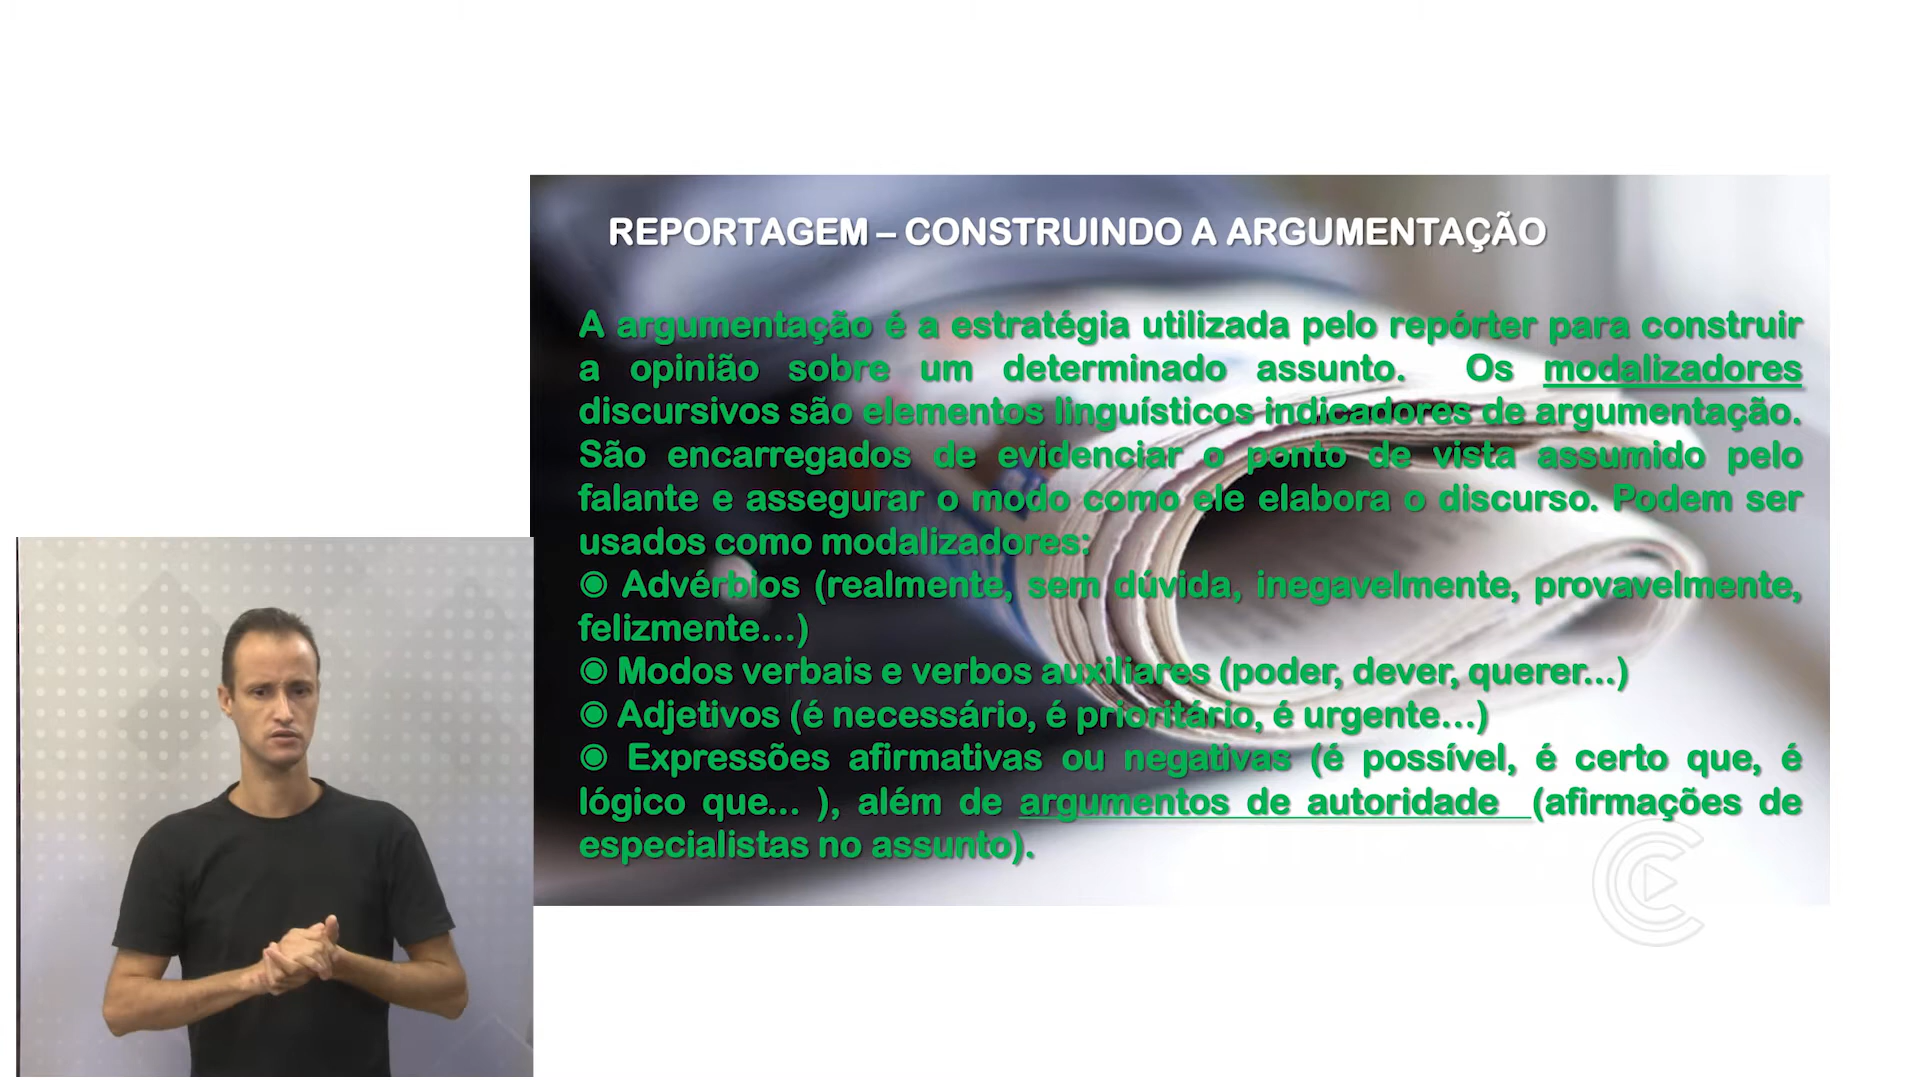 REPORTAGEM – CONSTRUINDO A ARGUMENTAÇÃO
A argumentação é a estratégia utilizada pelo repórter para construir
a opinião sobre um determinado assunto. Os modalizadores
discursivos são elementos linguísticos indicadores de argumentação.
São encarregados de evidenciar o ponto de vista assumido pelo
falante e assegurar o modo como ele elabora o discurso. Podem ser
usados como modalizadores:
◉ Advérbios (realmente, sem dúvida, inegavelmente, provavelmente,
felizmente...)
◉ Modos verbais e verbos auxiliares (poder, dever, querer...)
◉ Adjetivos (é necessário, é prioritário, é urgente...)
◉ Expressões afirmativas ou negativas (é possível, é certo que, é
lógico que... ), além de argumentos de autoridade (afirmações de
especialistas no assunto).